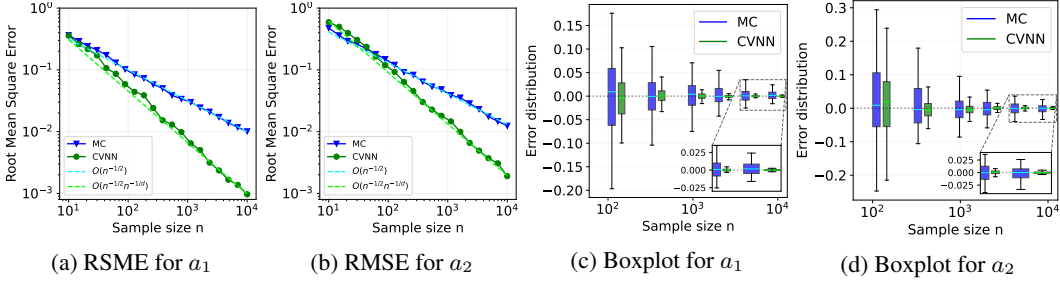 Root Mean Square Error
10⁰
10⁻¹
10⁻²
10⁻³
MC
CVNN
O(n⁻¹/²)
O(n⁻¹/²n⁻¹/ᵈ)
10¹
10²
10³
10⁴
Sample size n
(a) RSME for a₁
Root Mean Square Error
10⁰
10⁻¹
10⁻²
10⁻³
MC
CVNN
O(n⁻¹/²)
O(n⁻¹/²n⁻¹/ᵈ)
10¹
10²
10³
10⁴
Sample size n
(b) RMSE for a₂
Error distribution
0.20
0.15
0.10
0.05
0.00
−0.05
−0.10
−0.15
−0.20
MC
CVNN
0.025
0.000
−0.025
10²
10³
10⁴
Sample size n
(c) Boxplot for a₁
Error distribution
0.3
0.2
0.1
0.0
−0.1
−0.2
MC
CVNN
0.025
0.000
−0.025
10²
10³
10⁴
Sample size n
(d) Boxplot for a₂